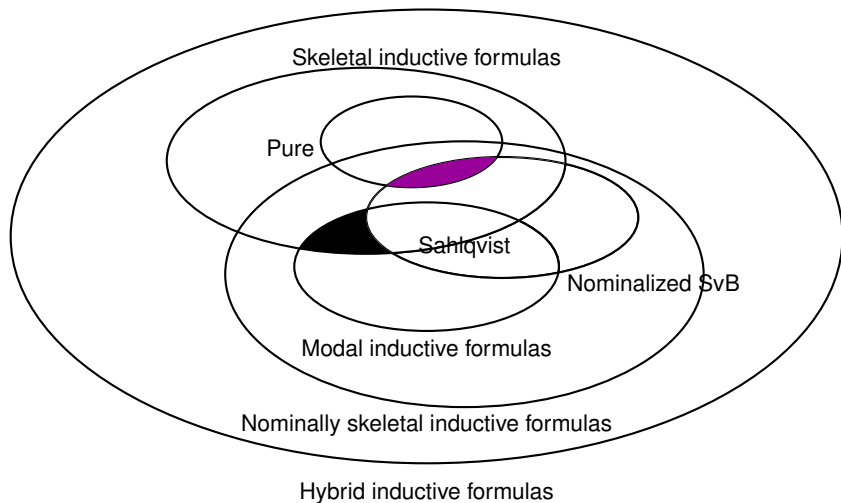 Skeletal inductive formulas
Pure
Sahlqvist
Nominalized SvB
Modal inductive formulas
Nominally skeletal inductive formulas
Hybrid inductive formulas